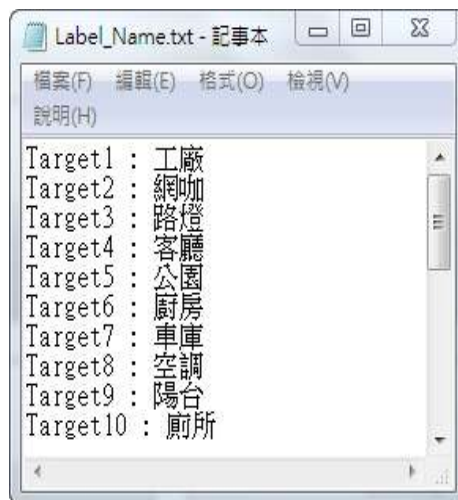 Label_Name.txt - 記事本
檔案(F) 編輯(E) 格式(O) 檢視(V)
說明(H)
Target1 : 工廠
Target2 : 網咖
Target3 : 路燈
Target4 : 客廳
Target5 : 公園
Target6 : 廚房
Target7 : 車庫
Target8 : 空調
Target9 : 陽台
Target10 : 廁所